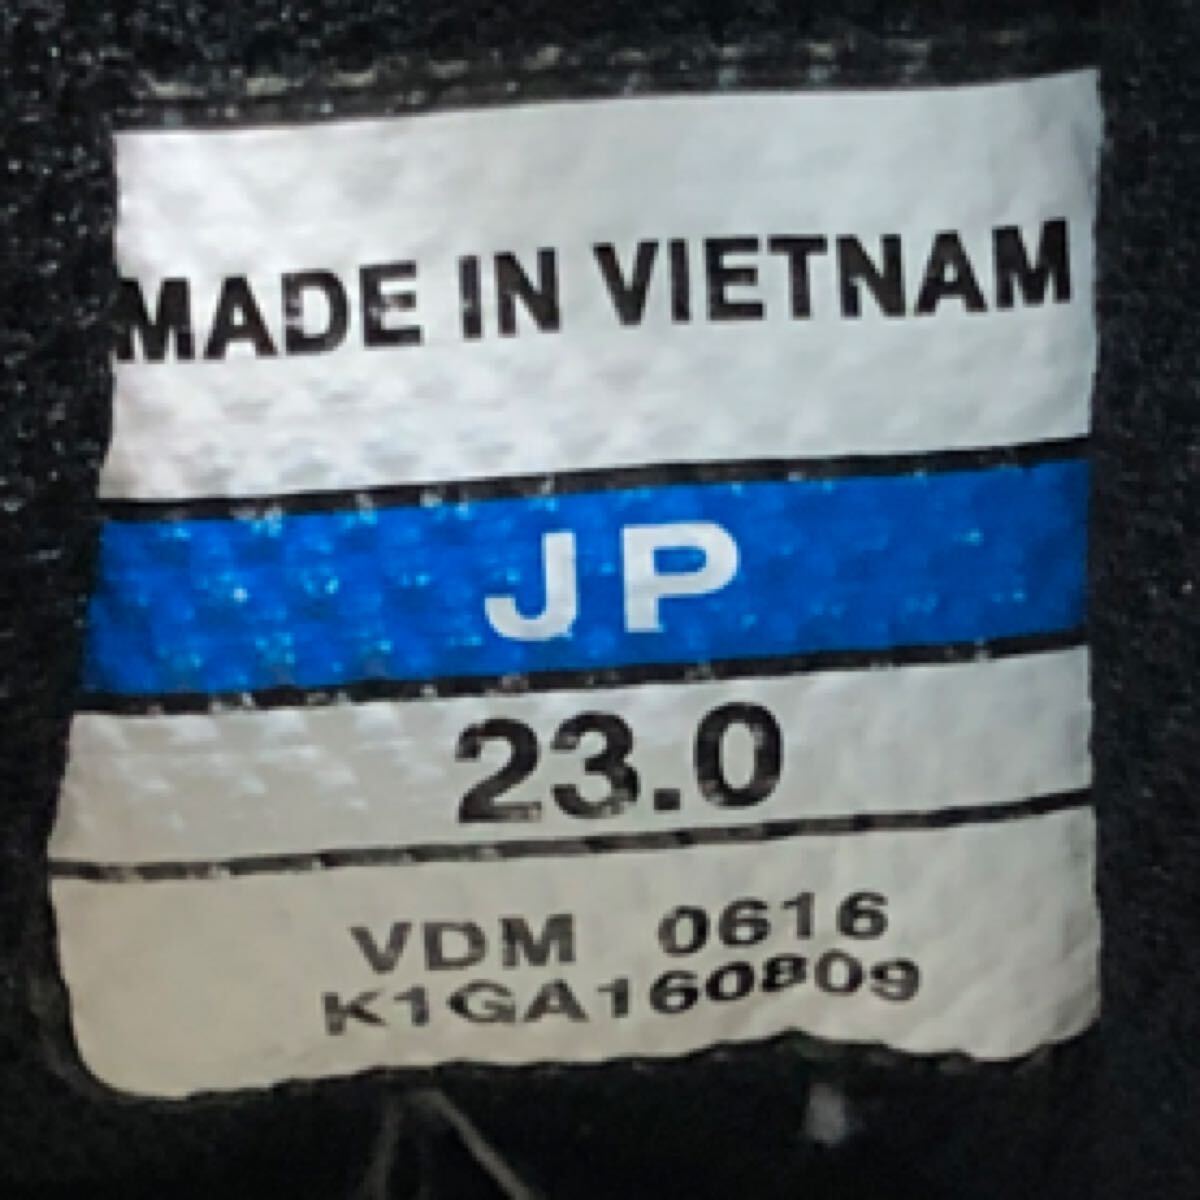 MADE IN VIETNAM
JP
23.0
VDM 0616
K1GA160809